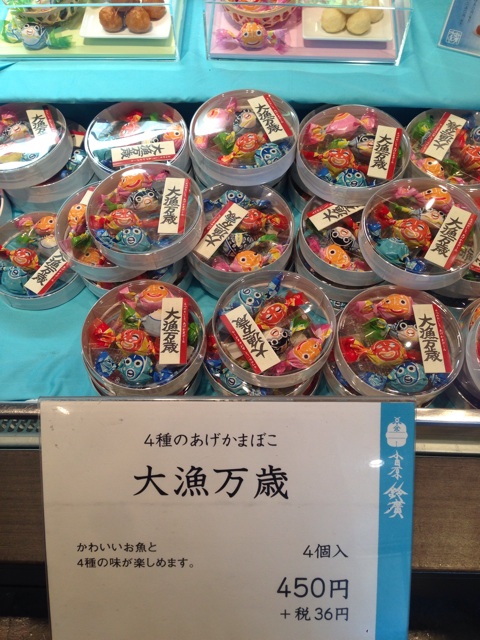 大漁万歳
4種のあげかまぼこ
大漁万歳
かわいいお魚と
4種の味が楽しめます。
4個入
450円
+税36円
鈴廣